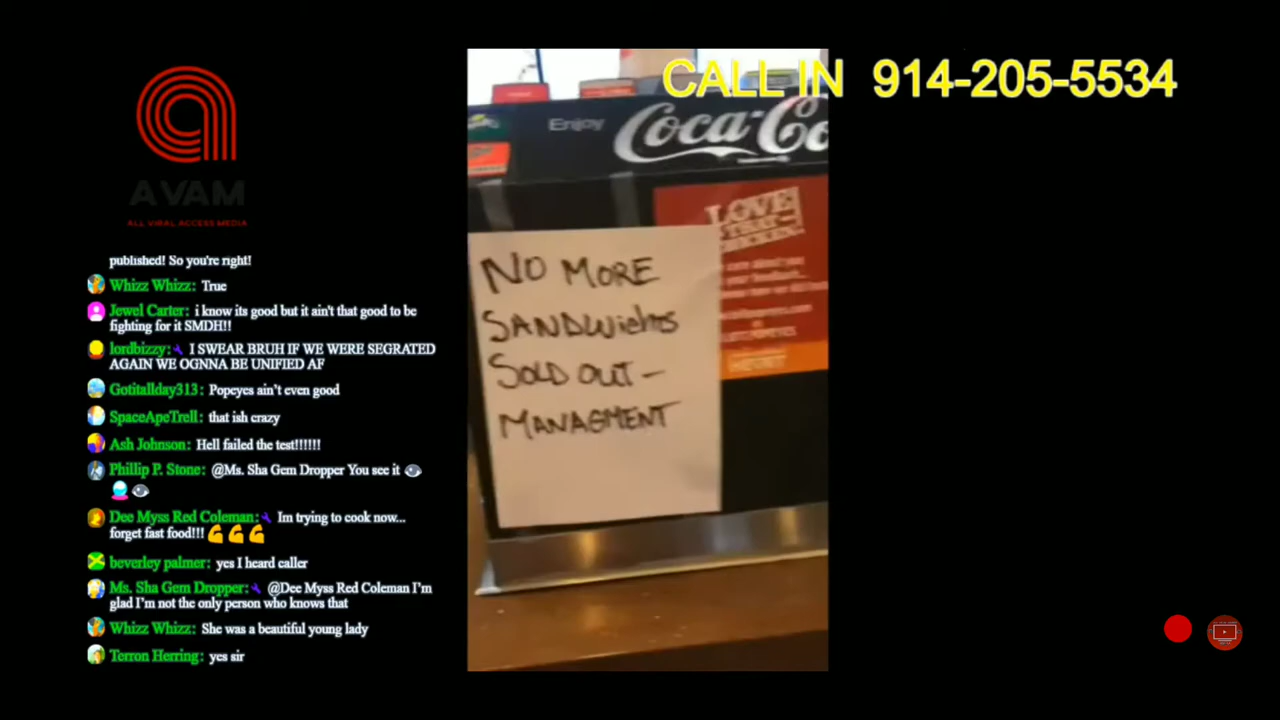 CALL IN 914-205-5534
AVAM
ALL VIRAL ACCESS MEDIA
published! So you're right!
Whizz Whizz: True
Jewel Carter: i know its good but it ain't that good to be
fighting for it SMDH!!
lordbizzy: I SWEAR BRUH IF WE WERE SEGRATED
AGAIN WE OGNNA BE UNIFIED AF
Gotitallday313: Popeyes ain’t even good
SpaceApeTrell: that ish crazy
Ash Johnson: Hell failed the test!!!!!!
Phillip P. Stone: @Ms. Sha Gem Dropper You see it 👁
🔮👁
Dee Myss Red Coleman: Im trying to cook now...
forget fast food!!! 💪💪💪
beverley palmer: yes I heard caller
Ms. Sha Gem Dropper: @Dee Myss Red Coleman I’m
glad I’m not the only person who knows that
Whizz Whizz: She was a beautiful young lady
Terron Herring: yes sir
Enjoy
Coca-Co
LOVE
THAT
CHICKEN
NO MORE
SANDWichts
SOLD OUT -
MANAGMENT